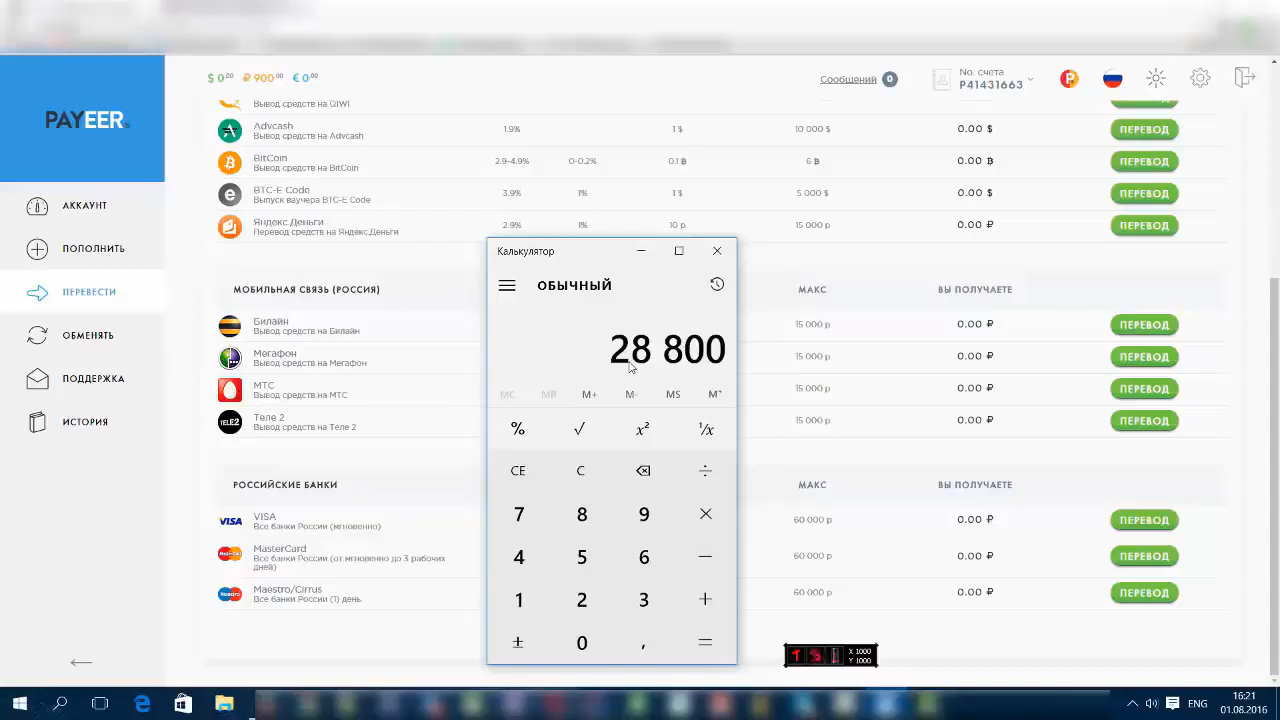 $ 0.00 ₽ 900.00 € 0.00
Сообщений 0
No. счета
P41431663
PAYEER
АККАУНТ
ПОПОЛНИТЬ
ПЕРЕВЕСТИ
ОБМЕНЯТЬ
ПОДДЕРЖКА
ИСТОРИЯ
Вывод средств на QIWI
Advcash 1.9% 1 $ 10 000 $ 0.00 $ ПЕРЕВОД
Вывод средств на Advcash
BitCoin 2.9-4.9% 0-0.2% 0.1 ฿ 6 ฿ 0.00 ฿ ПЕРЕВОД
Вывод средств на BitCoin
BTC-E Code 3.9% 1% 1 $ 5 000 $ 0.00 $ ПЕРЕВОД
Выпуск ваучера BTC-E Code
Яндекс.Деньги 2.9% 1% 10 р. 15 000 р 0.00 ₽ ПЕРЕВОД
Перевод средств на Яндекс.Деньги
МОБИЛЬНАЯ СВЯЗЬ (РОССИЯ) МАКС ВЫ ПОЛУЧАЕТЕ
Билайн 15 000 р 0.00 ₽ ПЕРЕВОД
Вывод средств на Билайн
Мегафон 15 000 р 0.00 ₽ ПЕРЕВОД
Вывод средств на Мегафон
МТС 15 000 р 0.00 ₽ ПЕРЕВОД
Вывод средств на МТС
TELE2 Теле 2 15 000 р 0.00 ₽ ПЕРЕВОД
Вывод средств на Теле 2
РОССИЙСКИЕ БАНКИ МАКС ВЫ ПОЛУЧАЕТЕ
VISA VISA 60 000 р 0.00 ₽ ПЕРЕВОД
Все банки России (мгновенно)
MasterCard 60 000 р 0.00 ₽ ПЕРЕВОД
Все банки России (от мгновенно до 3 рабочих
дней)
Maestro/Cirrus 60 000 р 0.00 ₽ ПЕРЕВОД
Все банки России (1) день
Калькулятор
ОБЫЧНЫЙ
28 800
MC MR M+ M- MS M˅
% √ x² ¹/x
CE C ⌫ ÷
7 8 9 ×
4 5 6 −
1 2 3 +
± 0 , =
X 1000
Y 1000
ENG
16:21
01.08.2016